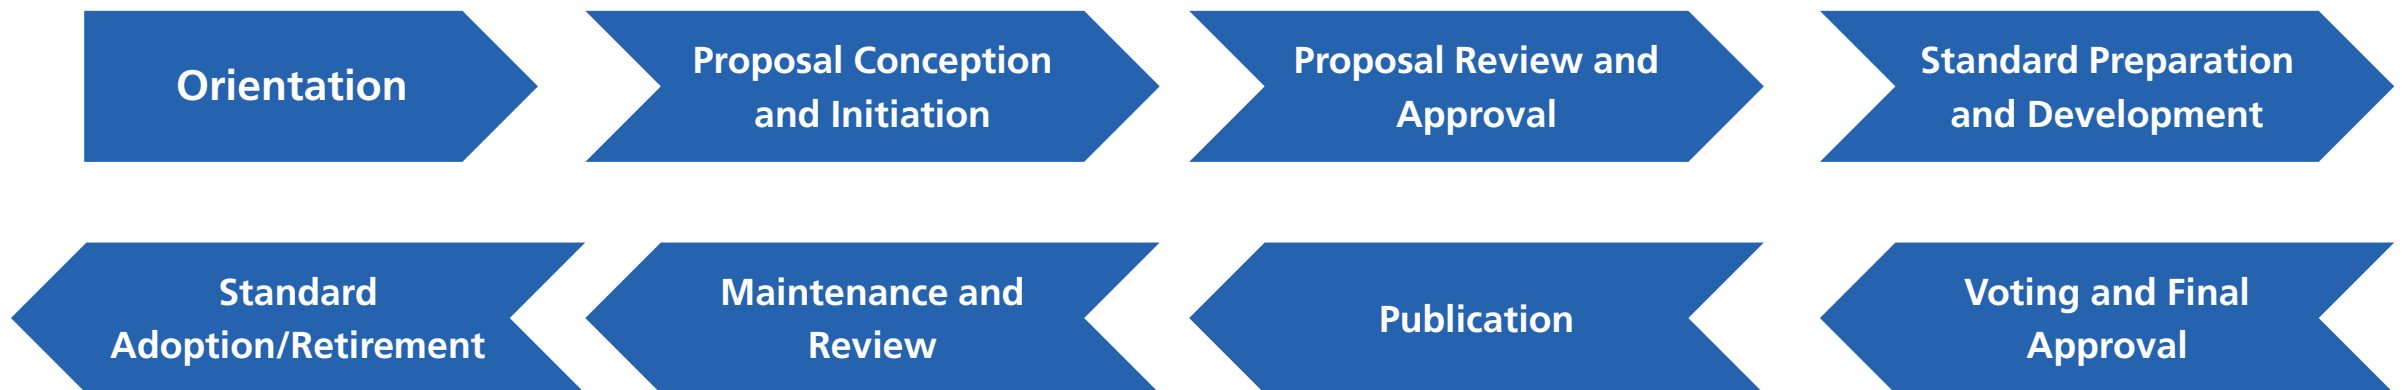 Orientation
Proposal Conception
and Initiation
Proposal Review and
Approval
Standard Preparation
and Development
Standard
Adoption/Retirement
Maintenance and
Review
Publication
Voting and Final
Approval